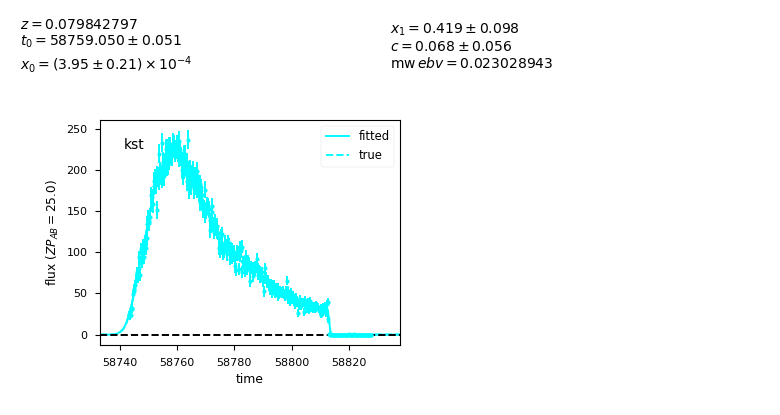 z = 0.079842797
t₀ = 58759.050 ± 0.051
x₀ = (3.95 ± 0.21) × 10⁻⁴
x₁ = 0.419 ± 0.098
c = 0.068 ± 0.056
mw ebv = 0.023028943
kst
fitted
true
250
200
150
100
50
0
flux (ZP_AB = 25.0)
58740 58760 58780 58800 58820
time